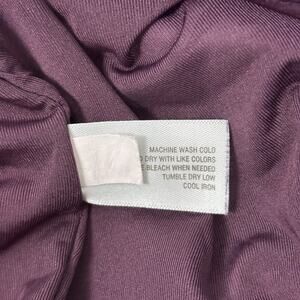 MACHINE WASH COLD
DRY WITH LIKE COLORS
BLEACH WHEN NEEDED
TUMBLE DRY LOW
COOL IRON